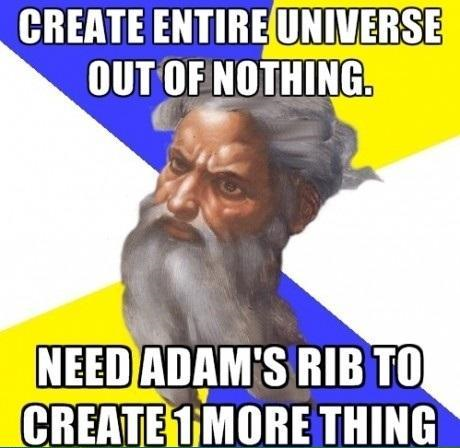 CREATE ENTIRE UNIVERSE
OUT OF NOTHING.
NEED ADAM'S RIB TO
CREATE 1 MORE THING